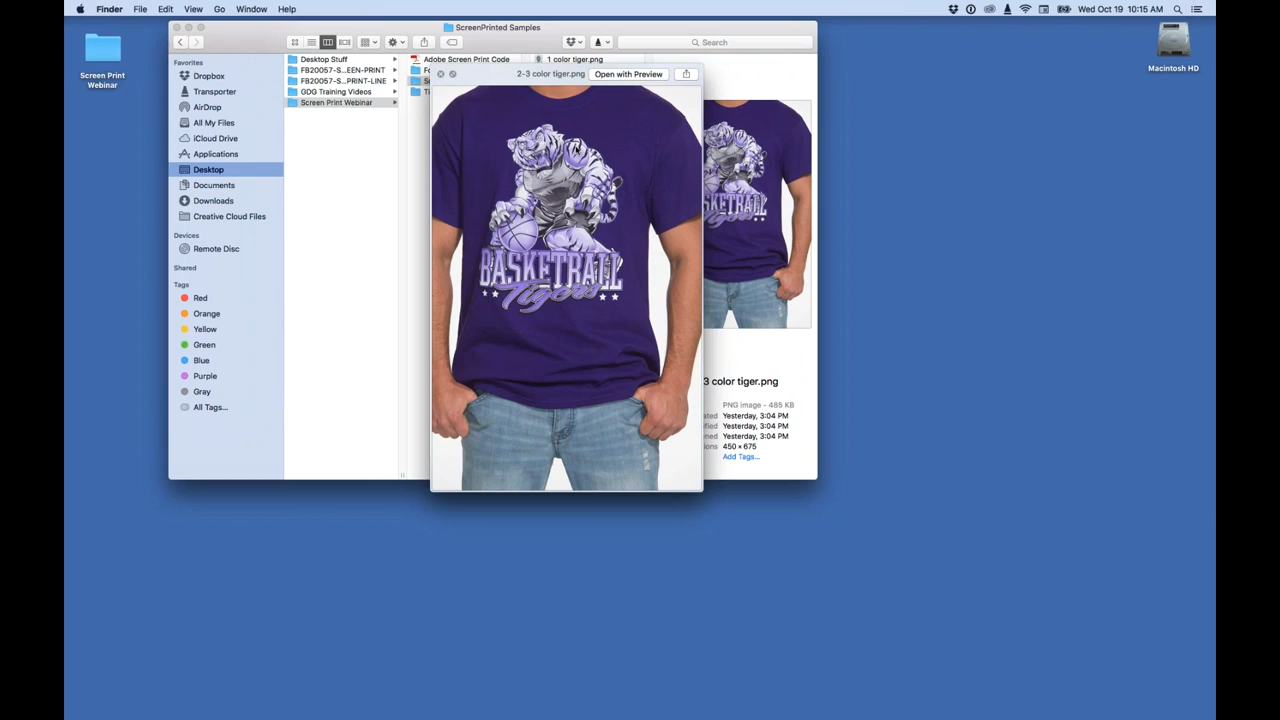 Finder File Edit View Go Window Help
Wed Oct 19 10:15 AM
Screen Print
Webinar
Macintosh HD
ScreenPrinted Samples
Search
Favorites
Dropbox
Transporter
AirDrop
All My Files
iCloud Drive
Applications
Desktop
Documents
Downloads
Creative Cloud Files
Devices
Remote Disc
Shared
Tags
Red
Orange
Yellow
Green
Blue
Purple
Gray
All Tags...
Desktop Stuff
FB20057-S...EEN-PRINT
FB20057-S...PRINT-LINE
GDG Training Videos
Screen Print Webinar
Adobe Screen Print Code
1 color tiger.png
2-3 color tiger.png
Open with Preview
BASKETBALL
Tigers
3 color tiger.png
PNG image - 485 KB
Yesterday, 3:04 PM
Yesterday, 3:04 PM
Yesterday, 3:04 PM
450 × 675
Add Tags...